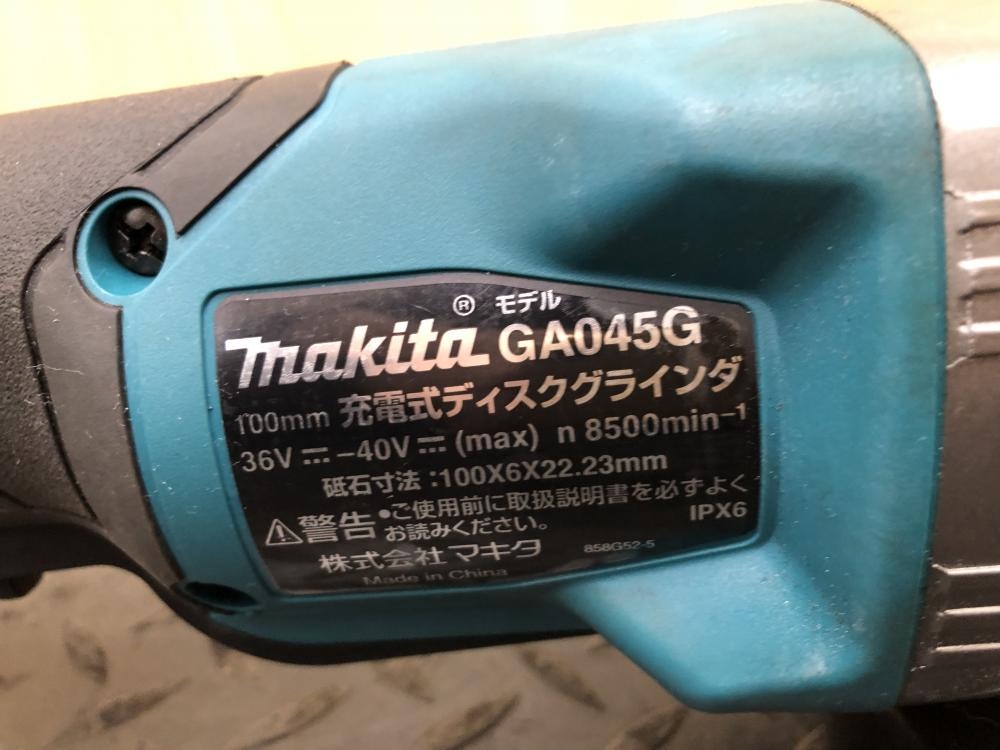 ® モデル
makita GA045G
100mm 充電式ディスクグラインダ
36V⎓-40V⎓(max) n 8500min⁻¹
砥石寸法:100X6X22.23mm
⚠警告 •ご使用前に取扱説明書を必ずよく
お読みください。 IPX6
株式会社マキタ 858G52-5
Made in China